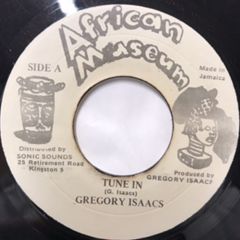 African
Museum
SIDE A
Made in
Jamaica
Distributed by
SONIC SOUNDS
25 Retirement Road
Kingston 5
Produced by
GREGORY ISAACS
TUNE IN
(G. Isaacs)
GREGORY ISAACS